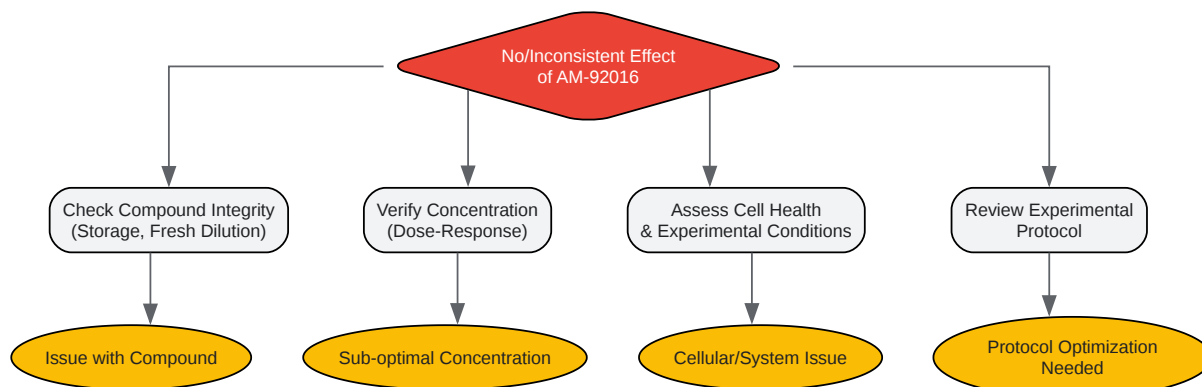 No/Inconsistent Effect
of AM-92016
Check Compound Integrity
(Storage, Fresh Dilution)
Verify Concentration
(Dose-Response)
Assess Cell Health
& Experimental Conditions
Review Experimental
Protocol
Issue with Compound
Sub-optimal Concentration
Cellular/System Issue
Protocol Optimization
Needed